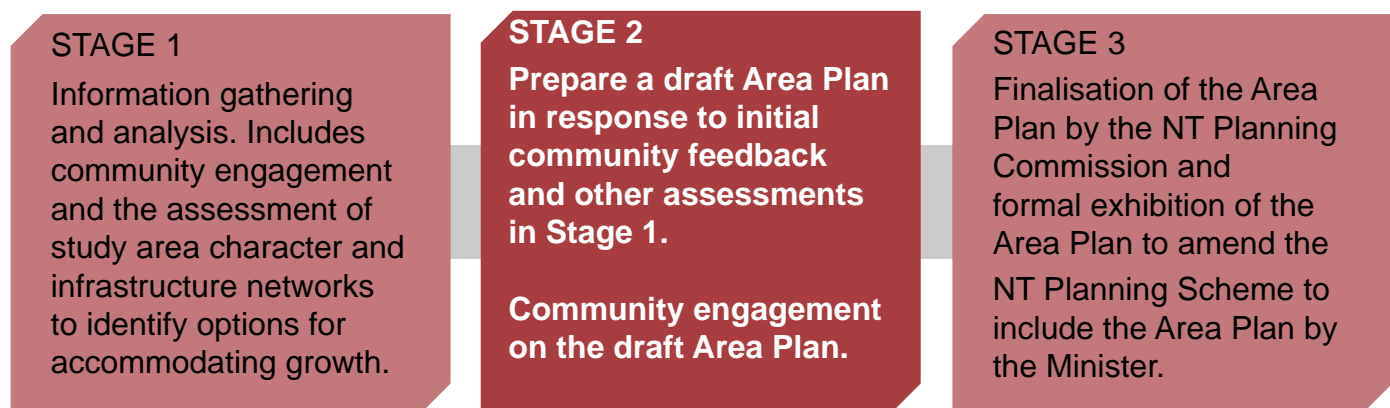 STAGE 1
Information gathering
and analysis. Includes
community engagement
and the assessment of
study area character and
infrastructure networks
to identify options for
accommodating growth.
STAGE 2
Prepare a draft Area Plan
in response to initial
community feedback
and other assessments
in Stage 1.
Community engagement
on the draft Area Plan.
STAGE 3
Finalisation of the Area
Plan by the NT Planning
Commission and
formal exhibition of the
Area Plan to amend the
NT Planning Scheme to
include the Area Plan by
the Minister.